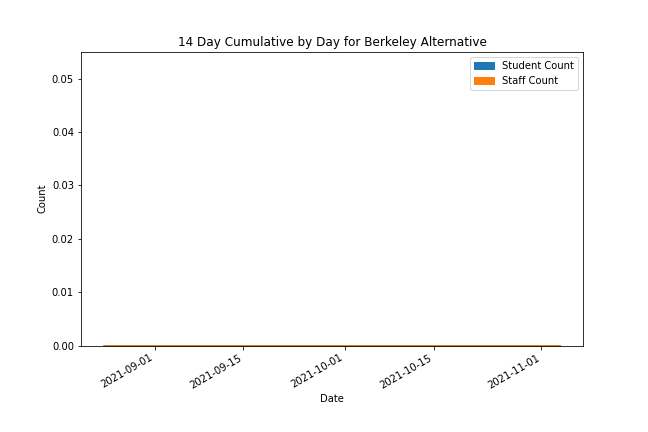 14 Day Cumulative by Day for Berkeley Alternative
Student Count
Staff Count
0.05
0.04
0.03
0.02
0.01
0.00
Count
2021-09-01
2021-09-15
2021-10-01
2021-10-15
2021-11-01
Date